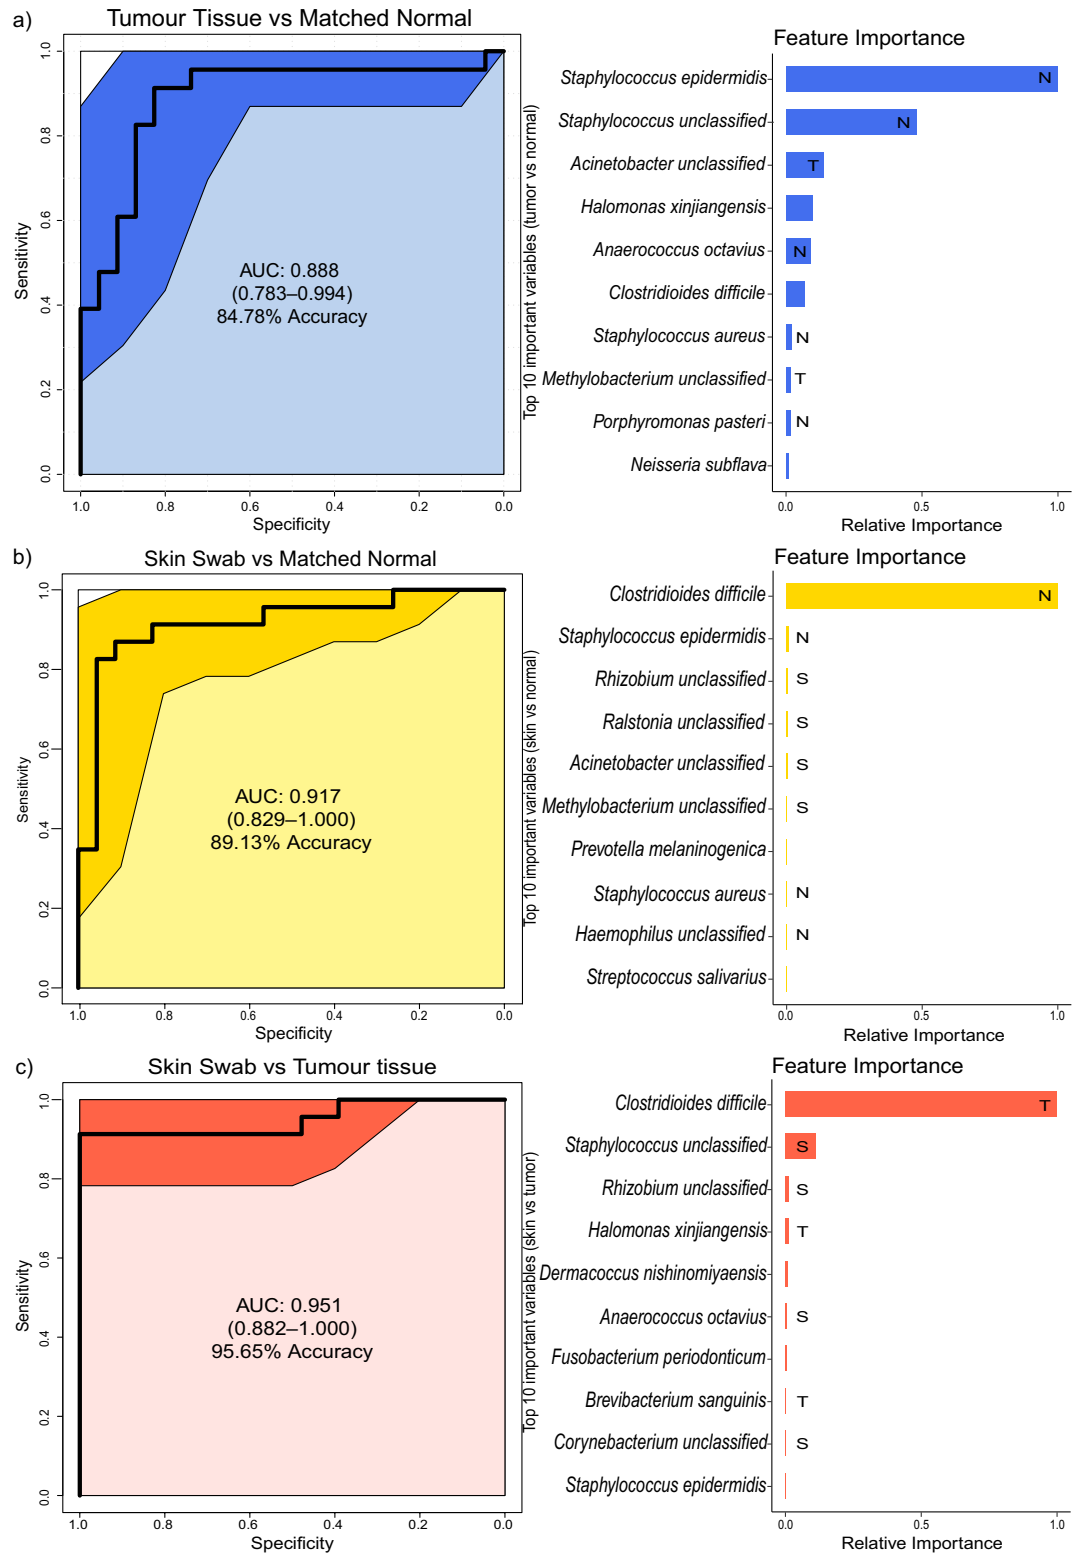 a)
Tumour Tissue vs Matched Normal
Sensitivity
1.0
0.8
0.6
0.4
0.2
0.0
AUC: 0.888
(0.783–0.994)
84.78% Accuracy
1.0 0.8 0.6 0.4 0.2 0.0
Specificity
Feature Importance
Top 10 important variables (tumor vs normal)
Staphylococcus epidermidis N
Staphylococcus unclassified N
Acinetobacter unclassified T
Halomonas xinjiangensis
Anaerococcus octavius N
Clostridioides difficile
Staphylococcus aureus N
Methylobacterium unclassified T
Porphyromonas pasteri N
Neisseria subflava
0.0 0.5 1.0
Relative Importance
b)
Skin Swab vs Matched Normal
Sensitivity
1.0
0.8
0.6
0.4
0.2
0.0
AUC: 0.917
(0.829–1.000)
89.13% Accuracy
1.0 0.8 0.6 0.4 0.2 0.0
Specificity
Feature Importance
Top 10 important variables (skin vs normal)
Clostridioides difficile N
Staphylococcus epidermidis N
Rhizobium unclassified S
Ralstonia unclassified S
Acinetobacter unclassified S
Methylobacterium unclassified S
Prevotella melaninogenica
Staphylococcus aureus N
Haemophilus unclassified N
Streptococcus salivarius
0.0 0.5 1.0
Relative Importance
c)
Skin Swab vs Tumour tissue
Sensitivity
1.0
0.8
0.6
0.4
0.2
0.0
AUC: 0.951
(0.882–1.000)
95.65% Accuracy
1.0 0.8 0.6 0.4 0.2 0.0
Specificity
Feature Importance
Top 10 important variables (skin vs tumor)
Clostridioides difficile T
Staphylococcus unclassified S
Rhizobium unclassified S
Halomonas xinjiangensis T
Dermacoccus nishinomiyaensis
Anaerococcus octavius S
Fusobacterium periodonticum
Brevibacterium sanguinis T
Corynebacterium unclassified S
Staphylococcus epidermidis
0.0 0.5 1.0
Relative Importance